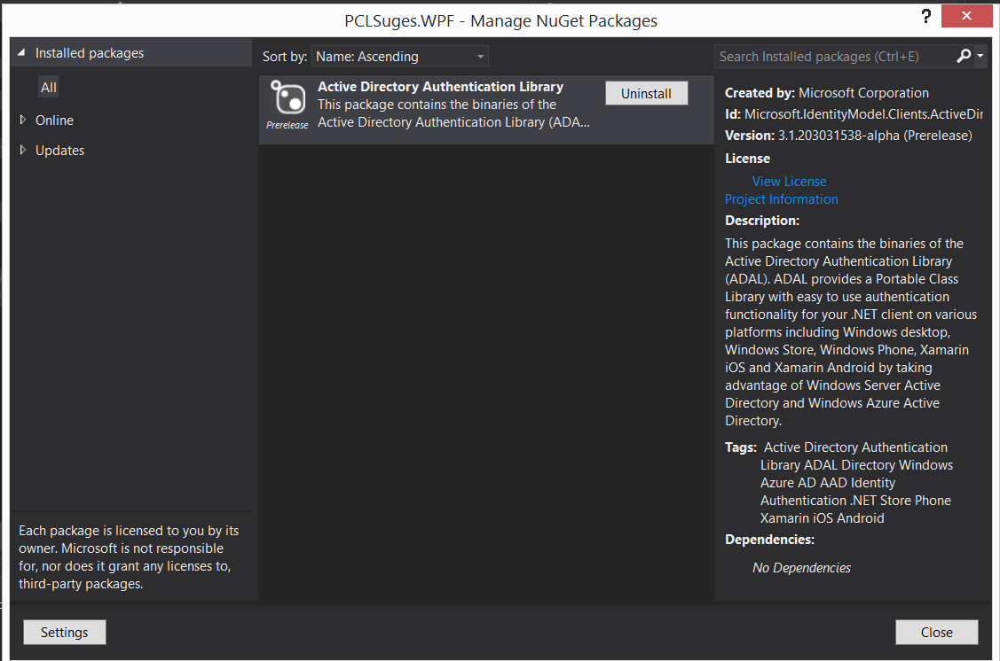 PCLSuges.WPF - Manage NuGet Packages
?
Installed packages
All
Online
Updates
Each package is licensed to you by its
owner. Microsoft is not responsible
for, nor does it grant any licenses to,
third-party packages.
Settings
Sort by: Name: Ascending
Active Directory Authentication Library
This package contains the binaries of the
Active Directory Authentication Library (ADA...
Prerelease
Uninstall
Search Installed packages (Ctrl+E)
Created by: Microsoft Corporation
Id: Microsoft.IdentityModel.Clients.ActiveDir
Version: 3.1.203031538-alpha (Prerelease)
License
View License
Project Information
Description:
This package contains the binaries of the
Active Directory Authentication Library
(ADAL). ADAL provides a Portable Class
Library with easy to use authentication
functionality for your .NET client on various
platforms including Windows desktop,
Windows Store, Windows Phone, Xamarin
iOS and Xamarin Android by taking
advantage of Windows Server Active
Directory and Windows Azure Active
Directory.
Tags: Active Directory Authentication
Library ADAL Directory Windows
Azure AD AAD Identity
Authentication .NET Store Phone
Xamarin iOS Android
Dependencies:
No Dependencies
Close